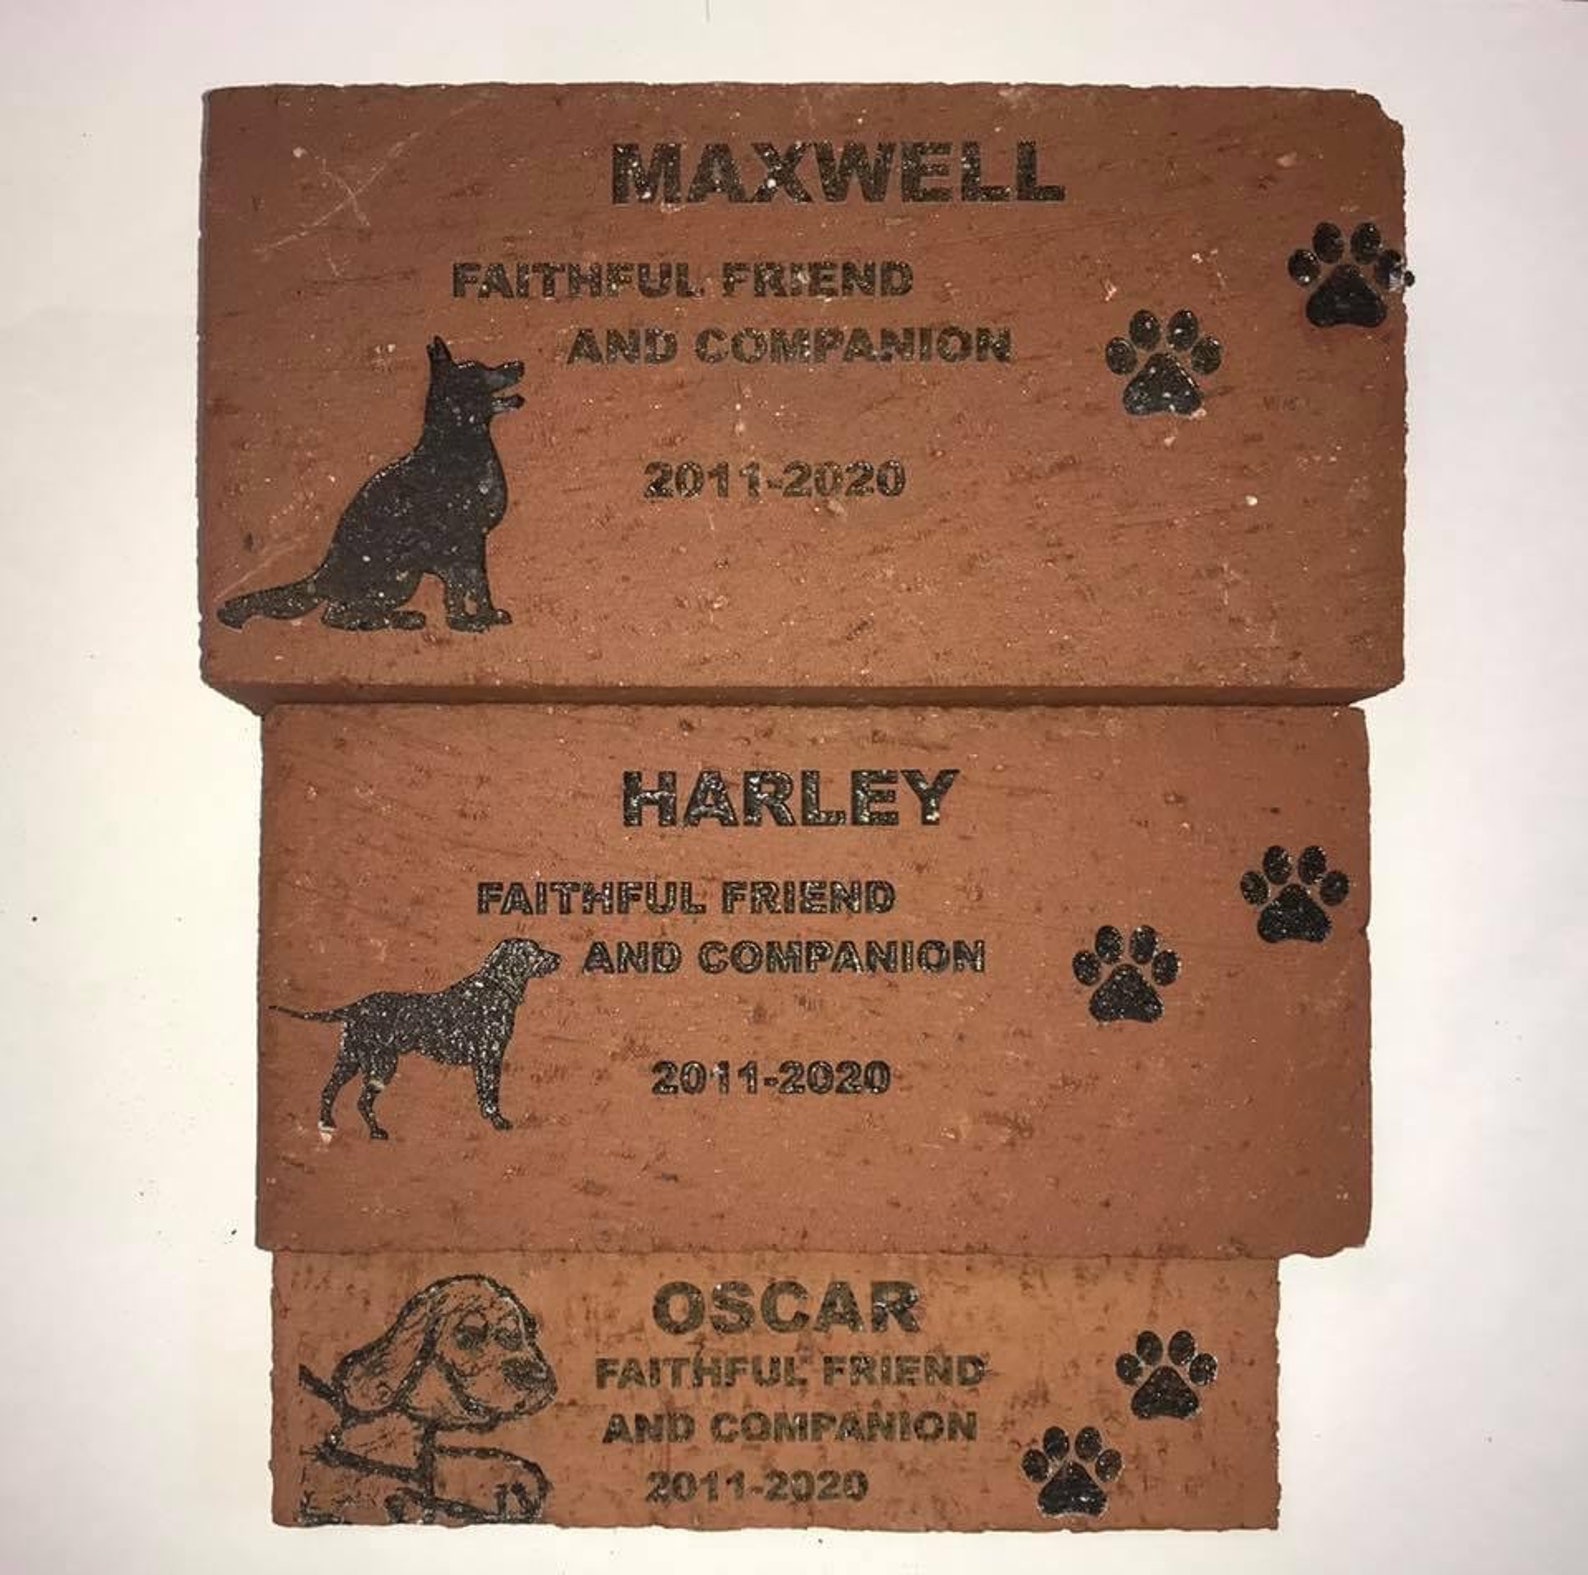 MAXWELL
FAITHFUL FRIEND
AND COMPANION
2011-2020
HARLEY
FAITHFUL FRIEND
AND COMPANION
2011-2020
OSCAR
FAITHFUL FRIEND
AND COMPANION
2011-2020